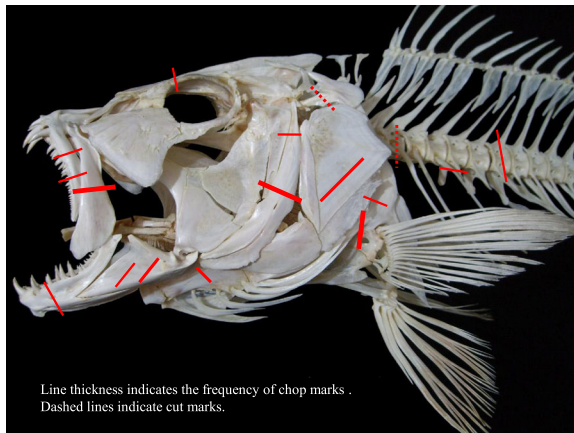 Line thickness indicates the frequency of chop marks .
Dashed lines indicate cut marks.